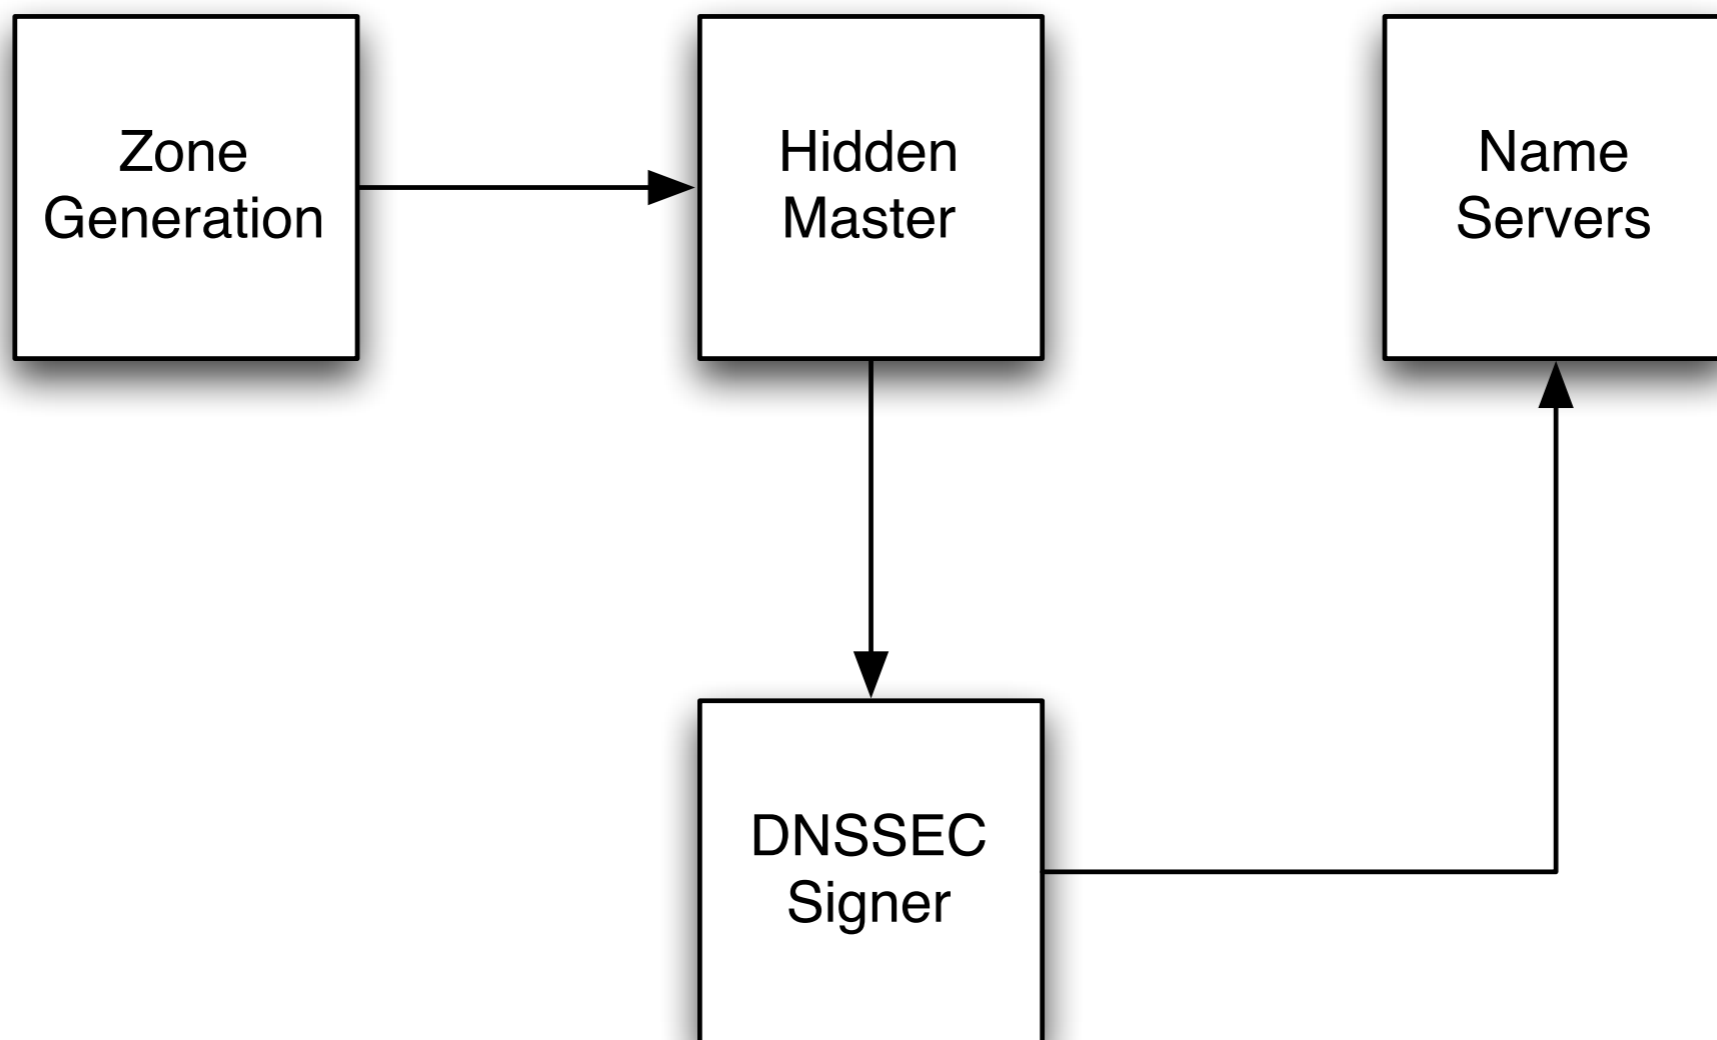 Zone
Generation
Hidden
Master
Name
Servers
DNSSEC
Signer